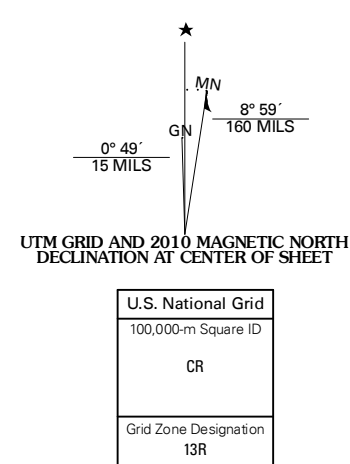 ★
MN
8° 59´
160 MILS
GN
0° 49´
15 MILS
UTM GRID AND 2010 MAGNETIC NORTH
DECLINATION AT CENTER OF SHEET
U.S. National Grid
100,000-m Square ID
CR
Grid Zone Designation
13R